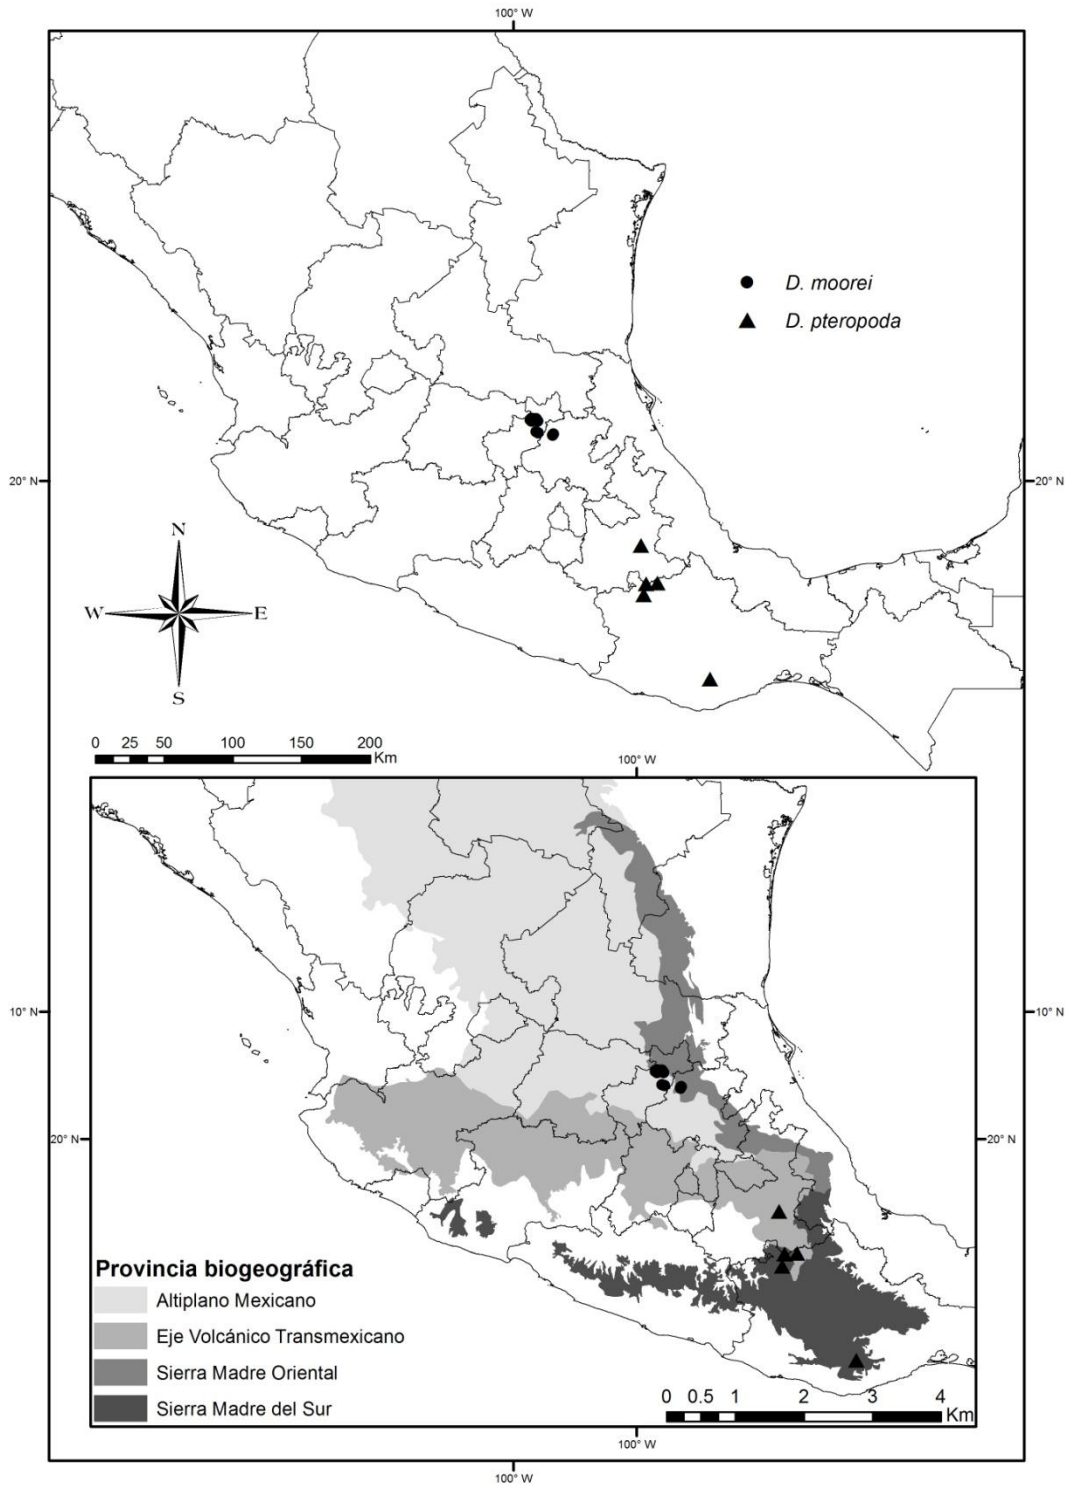 100° W
D. moorei
D. pteropoda
20° N
20° N
N
W
E
S
0 25 50 100 150 200
Km
100° W
10° N
10° N
20° N
20° N
Provincia biogeográfica
Altiplano Mexicano
Eje Volcánico Transmexicano
Sierra Madre Oriental
Sierra Madre del Sur
0 0.5 1 2 3 4
Km
100° W
100° W